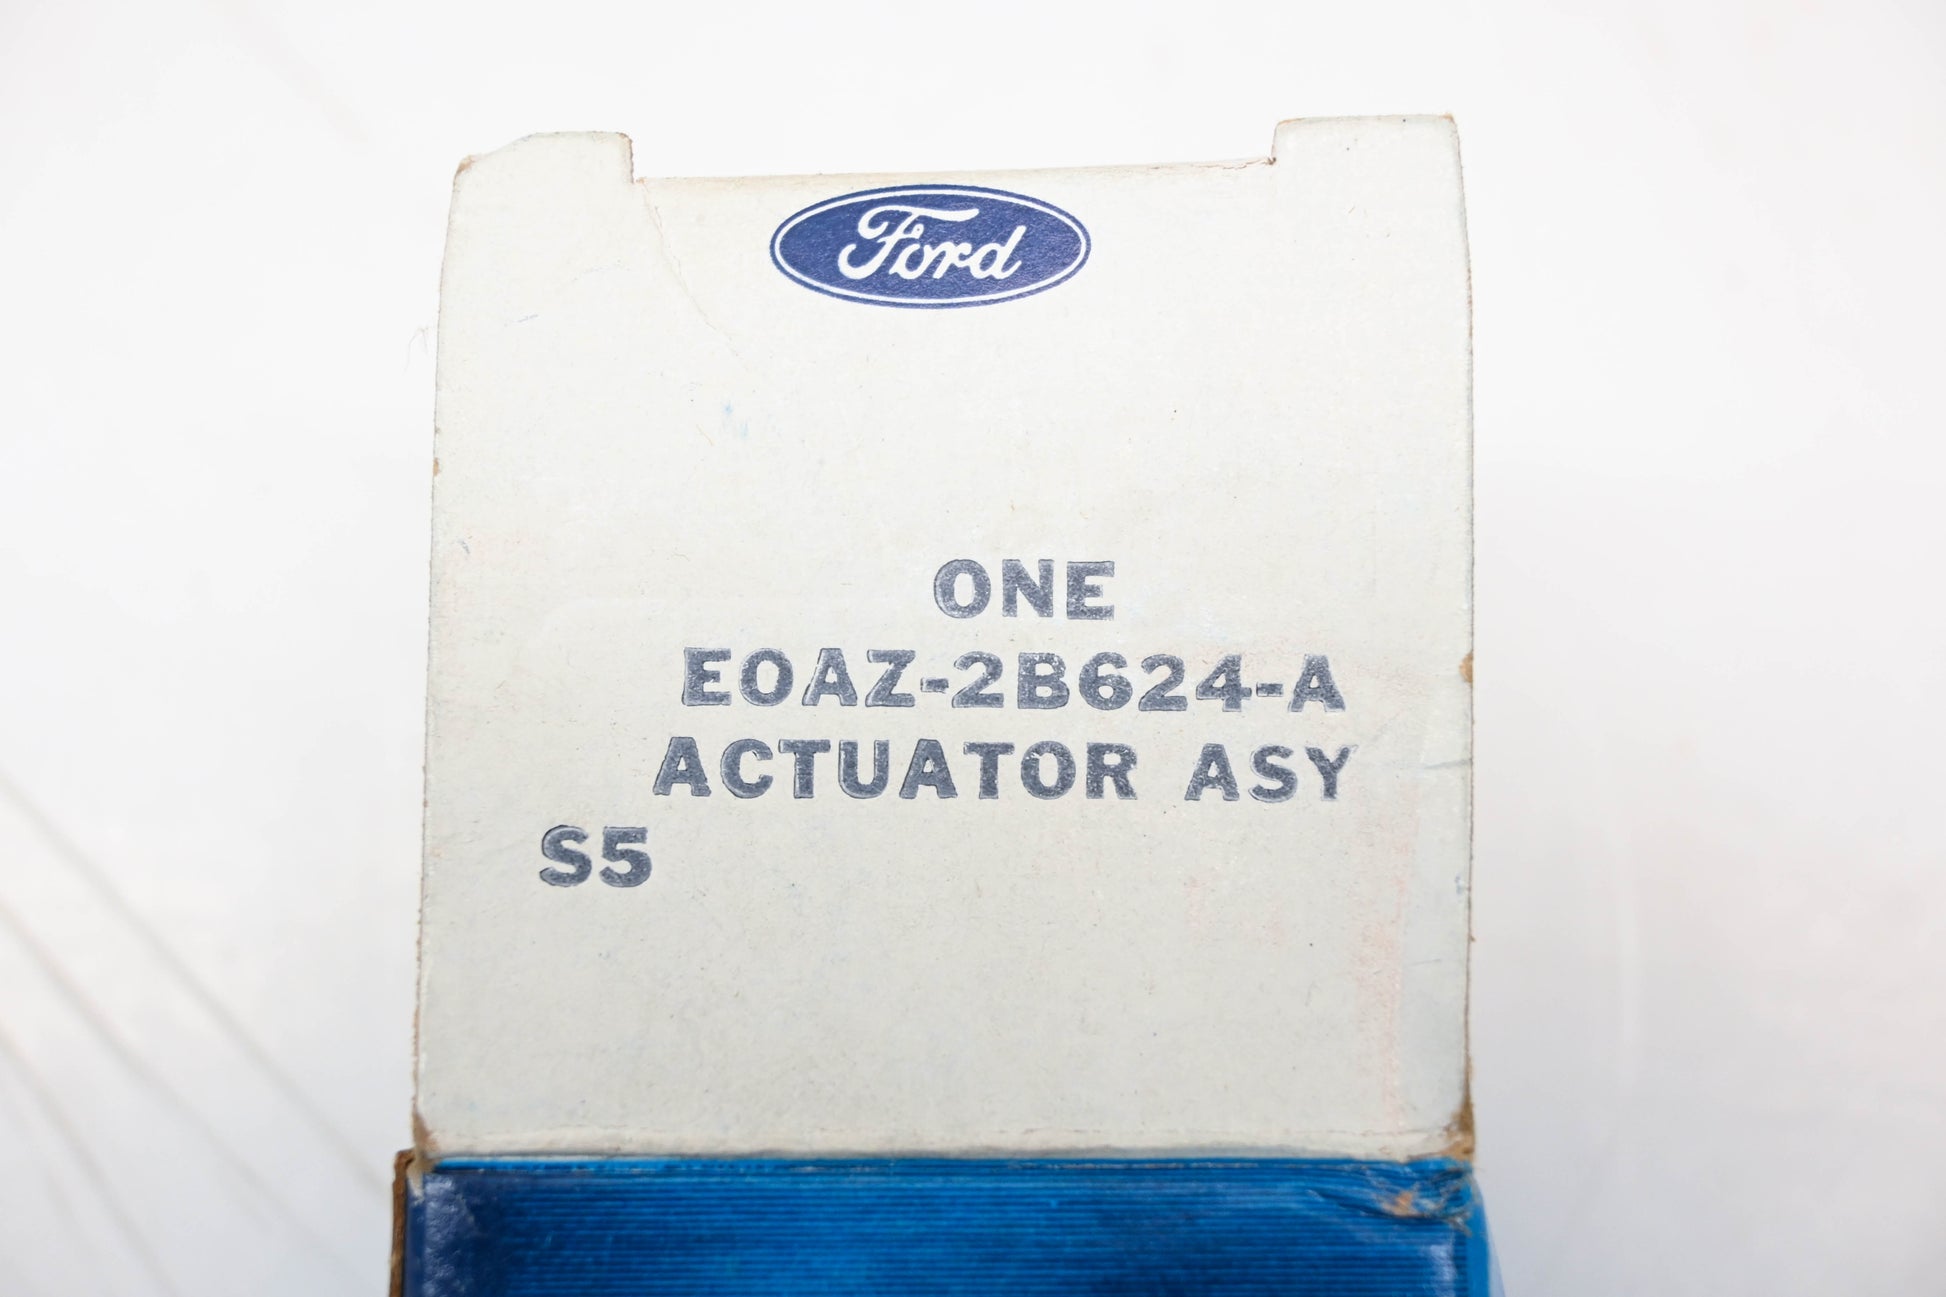 Ford
ONE
EOAZ-2B624-A
ACTUATOR ASY
S5